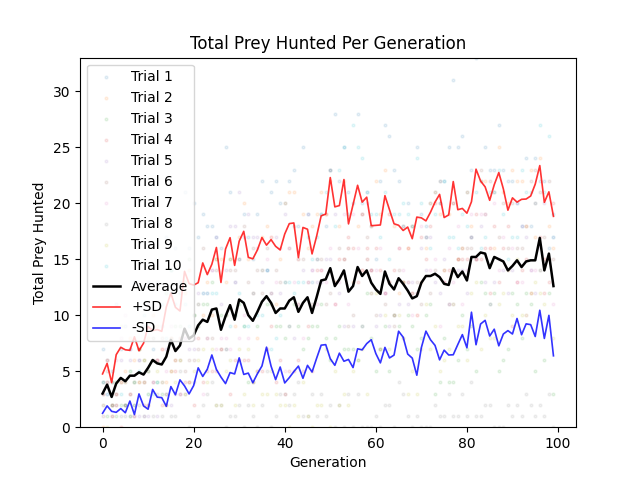 Total Prey Hunted Per Generation
Total Prey Hunted
30
25
20
15
10
5
0
Trial 1
Trial 2
Trial 3
Trial 4
Trial 5
Trial 6
Trial 7
Trial 8
Trial 9
Trial 10
Average
+SD
-SD
0 20 40 60 80 100
Generation